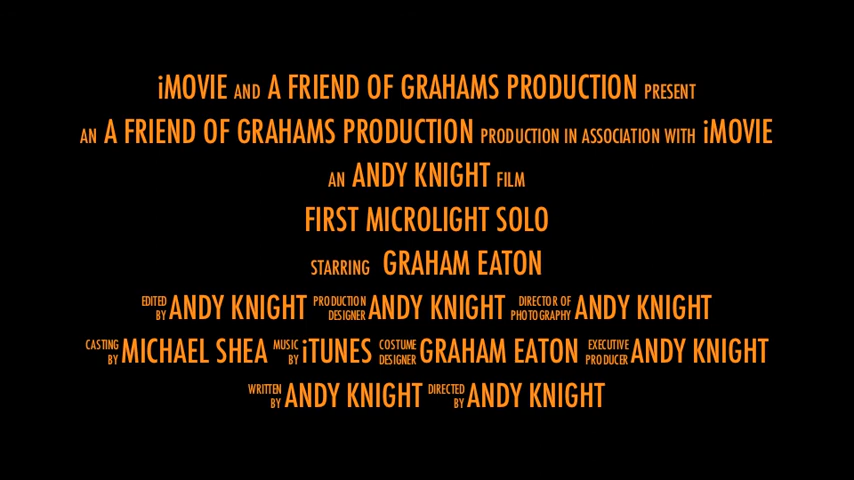 iMOVIE AND A FRIEND OF GRAHAMS PRODUCTION PRESENT
AN A FRIEND OF GRAHAMS PRODUCTION PRODUCTION IN ASSOCIATION WITH iMOVIE
AN ANDY KNIGHT FILM
FIRST MICROLIGHT SOLO
STARRING GRAHAM EATON
EDITED BY ANDY KNIGHT PRODUCTION DESIGNER ANDY KNIGHT DIRECTOR OF PHOTOGRAPHY ANDY KNIGHT
CASTING BY MICHAEL SHEA MUSIC BY iTUNES COSTUME DESIGNER GRAHAM EATON EXECUTIVE PRODUCER ANDY KNIGHT
WRITTEN BY ANDY KNIGHT DIRECTED BY ANDY KNIGHT